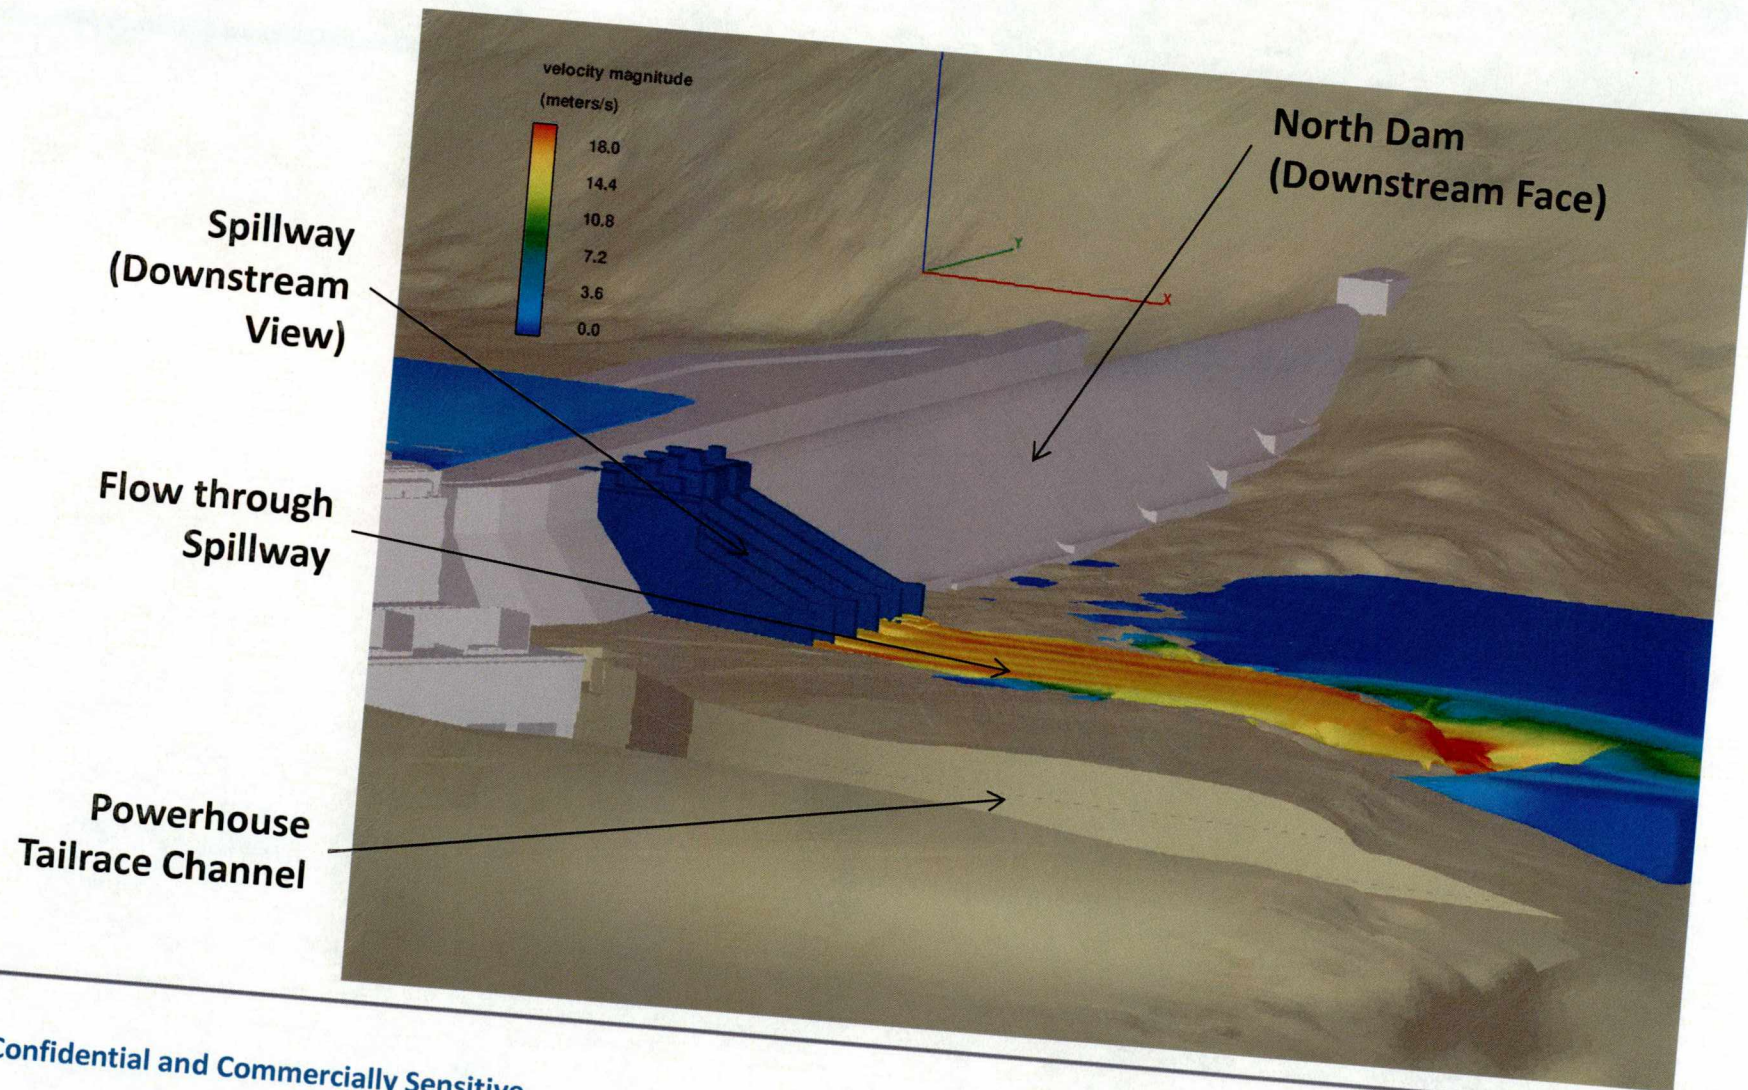 velocity magnitude
(meters/s)
18.0
14.4
10.8
7.2
3.6
0.0
Y
X
North Dam
(Downstream Face)
Spillway
(Downstream
View)
Flow through
Spillway
Powerhouse
Tailrace Channel
Confidential and Commercially Sensitive